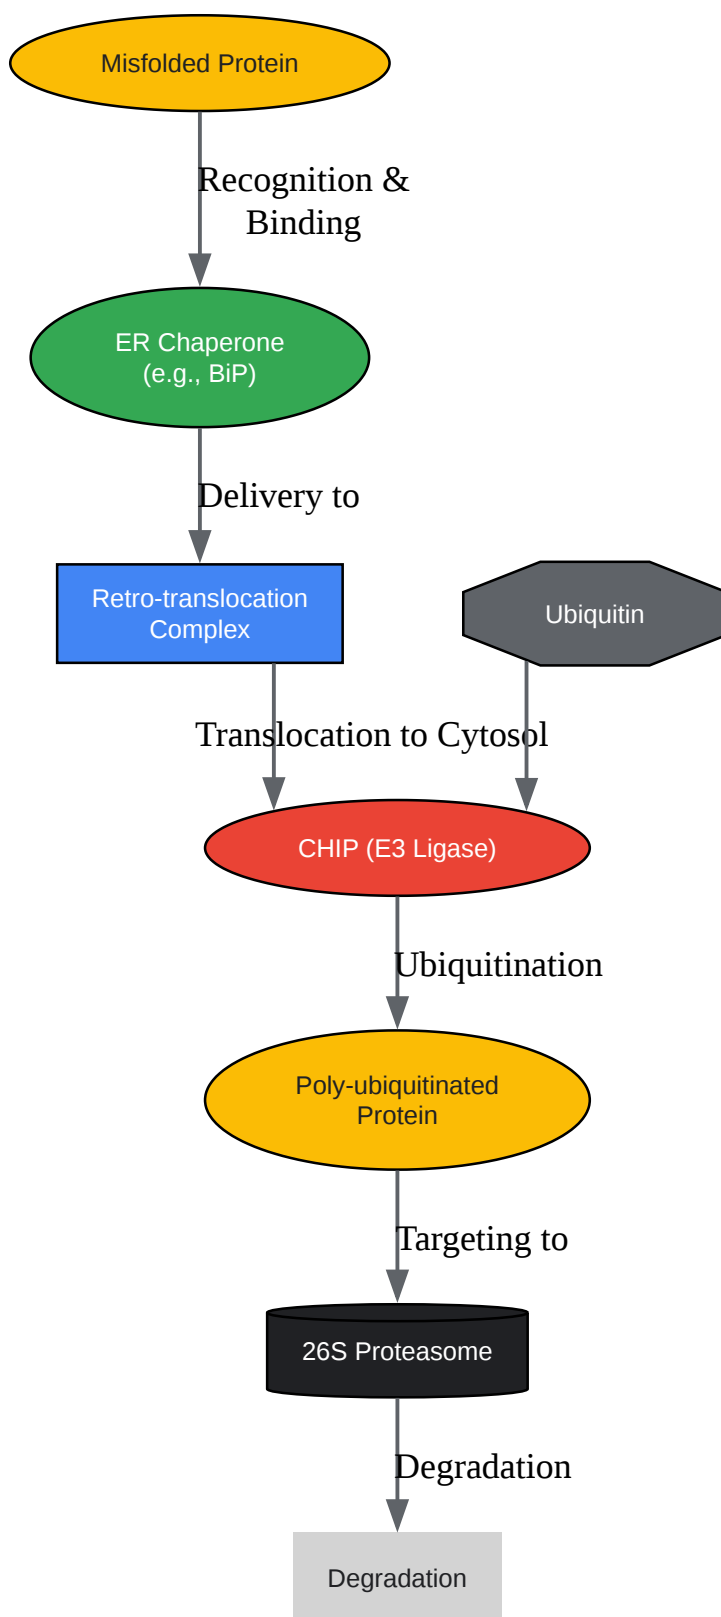 Misfolded Protein
Recognition &
Binding
ER Chaperone
(e.g., BiP)
Delivery to
Retro-translocation
Complex
Ubiquitin
Translocation to Cytosol
CHIP (E3 Ligase)
Ubiquitination
Poly-ubiquitinated
Protein
Targeting to
26S Proteasome
Degradation
Degradation